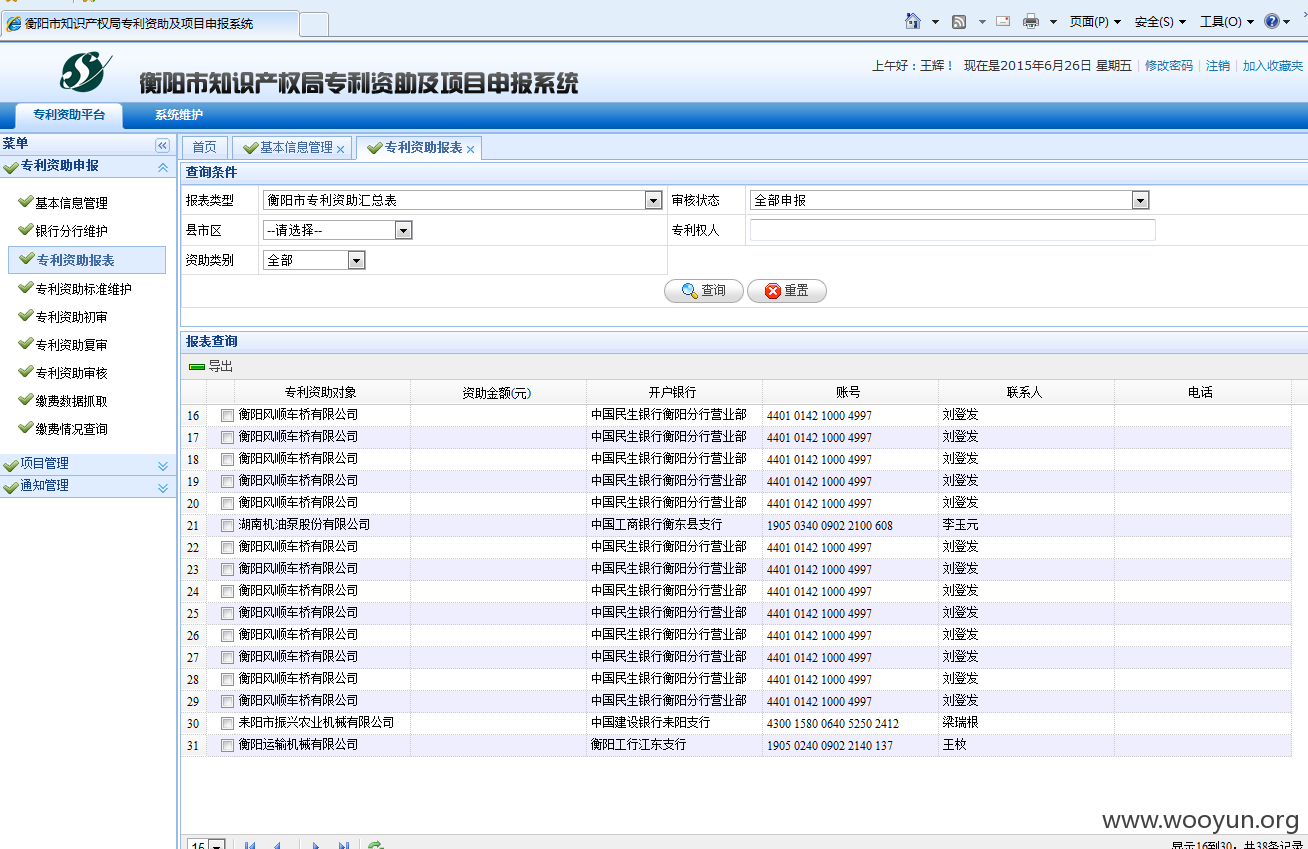 衡阳市知识产权局专利资助及项目申报系统
页面(P) 安全(S) 工具(O)
衡阳市知识产权局专利资助及项目申报系统
上午好：王辉！ 现在是2015年6月26日 星期五 修改密码 注销 加入收藏夹
专利资助平台 系统维护
菜单
专利资助申报
基本信息管理
银行分行维护
专利资助报表
专利资助标准维护
专利资助初审
专利资助复审
专利资助审核
缴费数据抓取
缴费情况查询
项目管理
通知管理
首页 基本信息管理 专利资助报表
查询条件
报表类型 衡阳市专利资助汇总表 审核状态 全部申报
县市区 --请选择-- 专利权人
资助类别 全部
查询 重置
报表查询
导出
专利资助对象 资助金额(元) 开户银行 账号 联系人 电话
16 衡阳风顺车桥有限公司 中国民生银行衡阳分行营业部 4401 0142 1000 4997 刘登发
17 衡阳风顺车桥有限公司 中国民生银行衡阳分行营业部 4401 0142 1000 4997 刘登发
18 衡阳风顺车桥有限公司 中国民生银行衡阳分行营业部 4401 0142 1000 4997 刘登发
19 衡阳风顺车桥有限公司 中国民生银行衡阳分行营业部 4401 0142 1000 4997 刘登发
20 衡阳风顺车桥有限公司 中国民生银行衡阳分行营业部 4401 0142 1000 4997 刘登发
21 湖南机油泵股份有限公司 中国工商银行衡东县支行 1905 0340 0902 2100 608 李玉元
22 衡阳风顺车桥有限公司 中国民生银行衡阳分行营业部 4401 0142 1000 4997 刘登发
23 衡阳风顺车桥有限公司 中国民生银行衡阳分行营业部 4401 0142 1000 4997 刘登发
24 衡阳风顺车桥有限公司 中国民生银行衡阳分行营业部 4401 0142 1000 4997 刘登发
25 衡阳风顺车桥有限公司 中国民生银行衡阳分行营业部 4401 0142 1000 4997 刘登发
26 衡阳风顺车桥有限公司 中国民生银行衡阳分行营业部 4401 0142 1000 4997 刘登发
27 衡阳风顺车桥有限公司 中国民生银行衡阳分行营业部 4401 0142 1000 4997 刘登发
28 衡阳风顺车桥有限公司 中国民生银行衡阳分行营业部 4401 0142 1000 4997 刘登发
29 衡阳风顺车桥有限公司 中国民生银行衡阳分行营业部 4401 0142 1000 4997 刘登发
30 耒阳市振兴农业机械有限公司 中国建设银行耒阳支行 4300 1580 0640 5250 2412 梁瑞根
31 衡阳运输机械有限公司 衡阳工行江东支行 1905 0240 0902 2140 137 王枚
www.wooyun.org
16 显示16到30，共38条记录